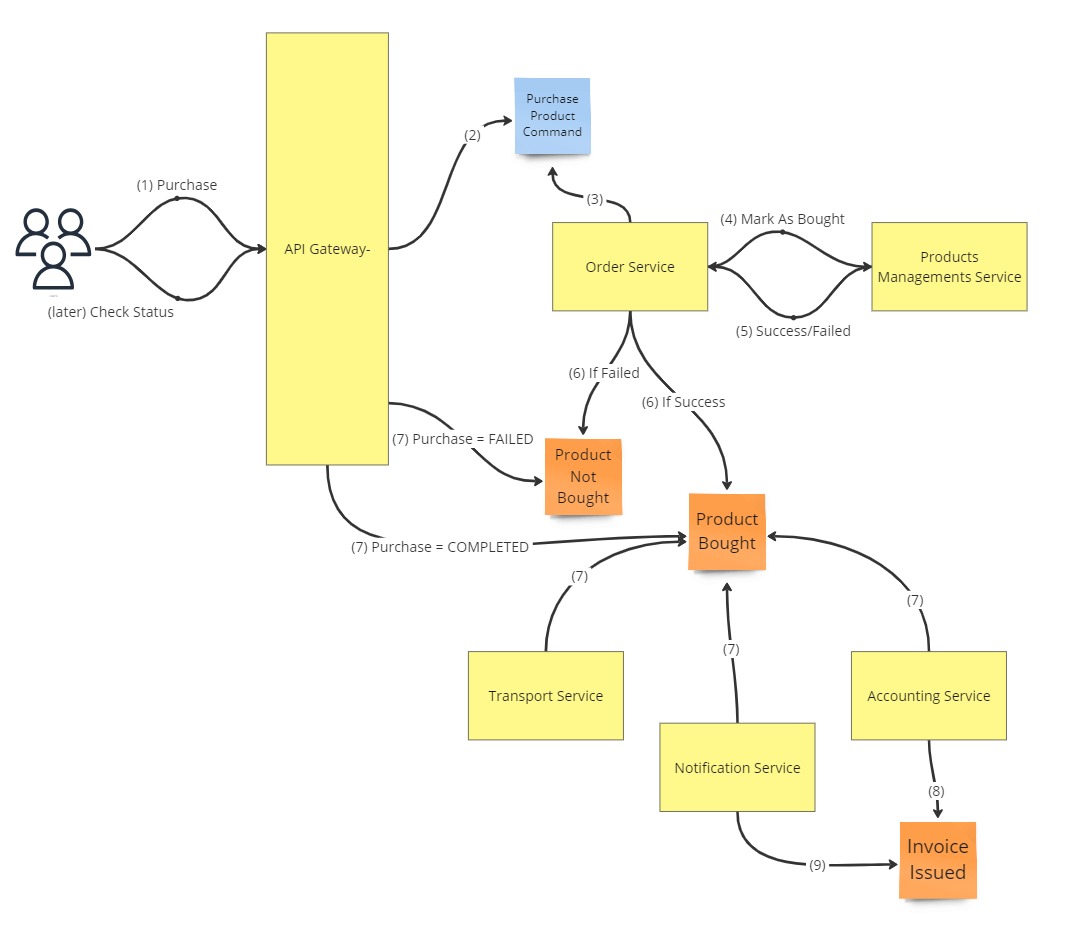 Purchase
Product
Command
(2)
(1) Purchase
(3)
(4) Mark As Bought
API Gateway-
Order Service
Products
Managements Service
(later) Check Status
(5) Success/Failed
(6) If Failed
(6) If Success
(7) Purchase = FAILED
Product
Not
Bought
Product
Bought
(7) Purchase = COMPLETED
(7)
(7)
(7)
Transport Service
Accounting Service
Notification Service
(8)
Invoice
Issued
(9)